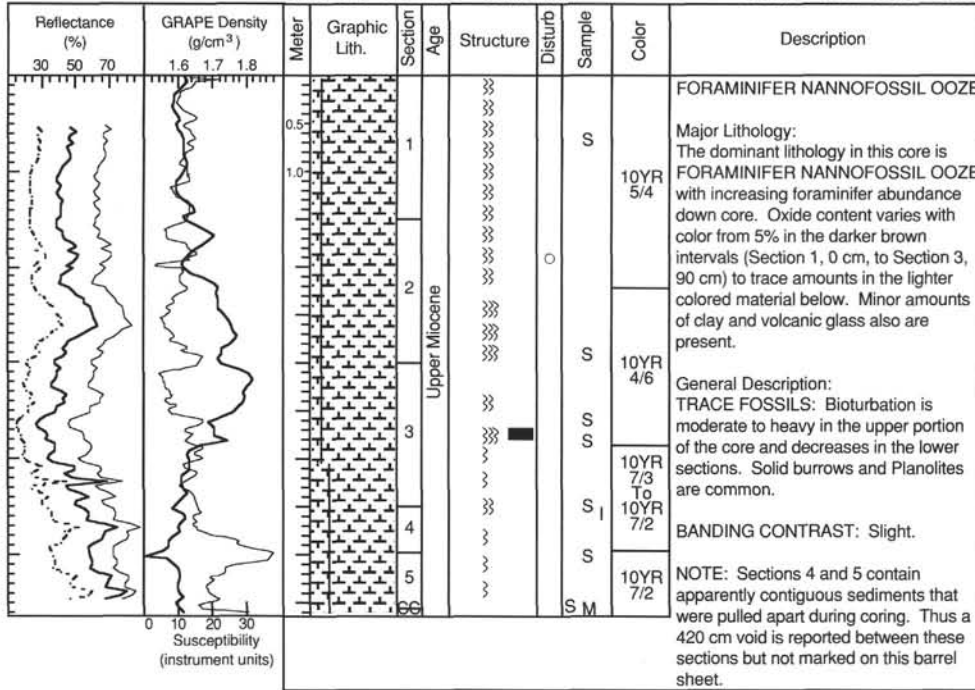 Reflectance
(%)
30 50 70
GRAPE Density
(g/cm³)
1.6 1.7 1.8
Meter
Graphic
Lith.
Section
Age
Structure
Disturb
Sample
Color
Description
0.5
1.0
1
2
3
4
5
CC
Upper Miocene
S
S
S
S
S I
S
S M
10YR
5/4
10YR
4/6
10YR
7/3
To
10YR
7/2
10YR
7/2
FORAMINIFER NANNOFOSSIL OOZE
Major Lithology:
The dominant lithology in this core is
FORAMINIFER NANNOFOSSIL OOZE
with increasing foraminifer abundance
down core. Oxide content varies with
color from 5% in the darker brown
intervals (Section 1, 0 cm, to Section 3,
90 cm) to trace amounts in the lighter
colored material below. Minor amounts
of clay and volcanic glass also are
present.
General Description:
TRACE FOSSILS: Bioturbation is
moderate to heavy in the upper portion
of the core and decreases in the lower
sections. Solid burrows and Planolites
are common.
BANDING CONTRAST: Slight.
NOTE: Sections 4 and 5 contain
apparently contiguous sediments that
were pulled apart during coring. Thus a
420 cm void is reported between these
sections but not marked on this barrel
sheet.
0 10 20 30
Susceptibility
(instrument units)